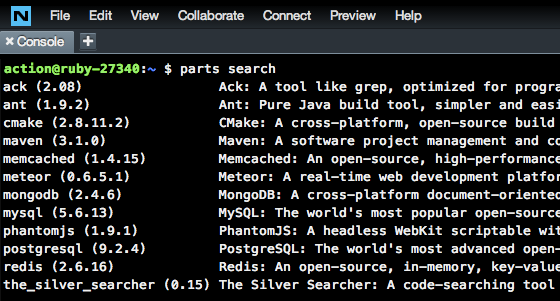 N File Edit View Collaborate Connect Preview Help
× Console +
action@ruby-27340:~ $ parts search
ack (2.08) Ack: A tool like grep, optimized for progra
ant (1.9.2) Ant: Pure Java build tool, simpler and easi
cmake (2.8.11.2) CMake: A cross-platform, open-source build
maven (3.1.0) Maven: A software project management and co
memcached (1.4.15) Memcached: An open-source, high-performance
meteor (0.6.5.1) Meteor: A real-time web development platfor
mongodb (2.4.6) MongoDB: A cross-platform document-oriented
mysql (5.6.13) MySQL: The world's most popular open-source
phantomjs (1.9.1) PhantomJS: A headless WebKit scriptable wit
postgresql (9.2.4) PostgreSQL: The world's most advanced open-
redis (2.6.16) Redis: An open-source, in-memory, key-value
the_silver_searcher (0.15) The Silver Searcher: A code-searching tool